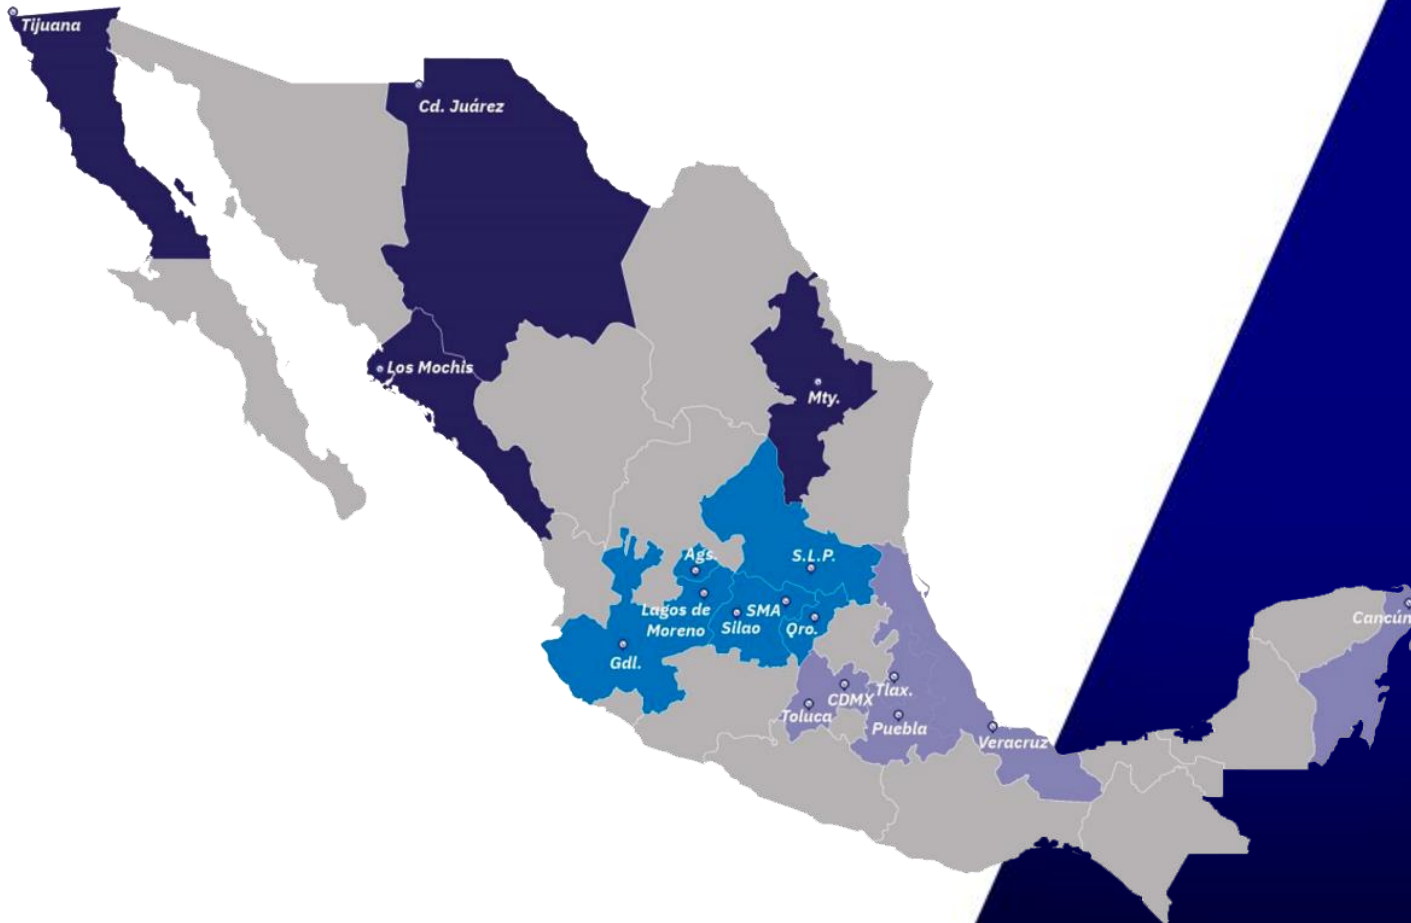 Tijuana
Cd. Juárez
Los Mochis
Mty.
Ags.
S.L.P.
Lagos de
Moreno
SMA
Silao
Qro.
Gdl.
Cancún
Tlax.
CDMX
Toluca
Puebla
Veracruz